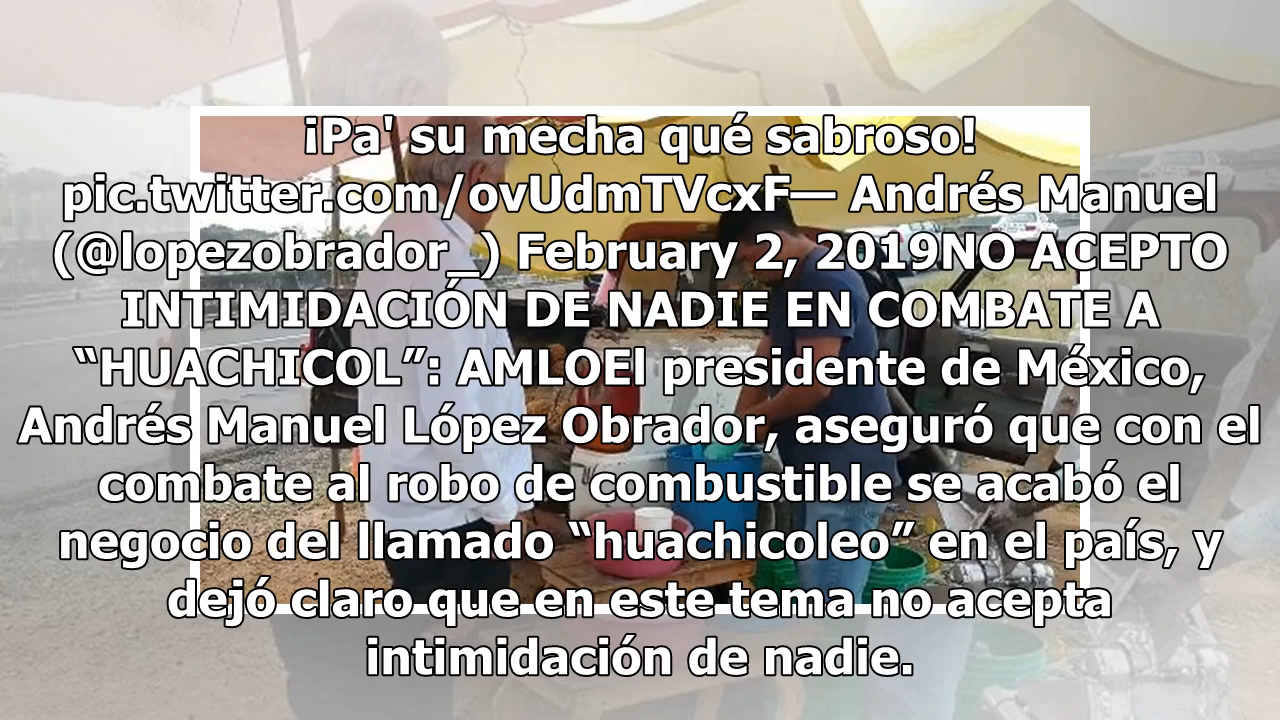 ¡Pa' su mecha qué sabroso!
pic.twitter.com/ovUdmTVcxF— Andrés Manuel
(@lopezobrador_) February 2, 2019NO ACEPTO
INTIMIDACIÓN DE NADIE EN COMBATE A
“HUACHICOL”: AMLOEl presidente de México,
Andrés Manuel López Obrador, aseguró que con el
combate al robo de combustible se acabó el
negocio del llamado “huachicoleo” en el país, y
dejó claro que en este tema no acepta
intimidación de nadie.